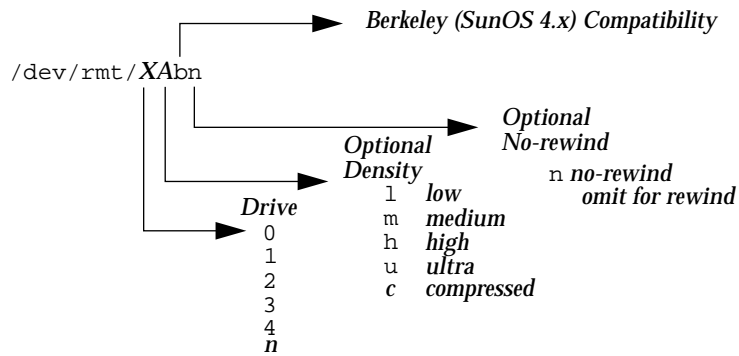 Berkeley (SunOS 4.x) Compatibility
/dev/rmt/XAbn
Optional
No-rewind
n no-rewind
omit for rewind
Optional
Density
l low
m medium
h high
u ultra
c compressed
Drive
0
1
2
3
4
n